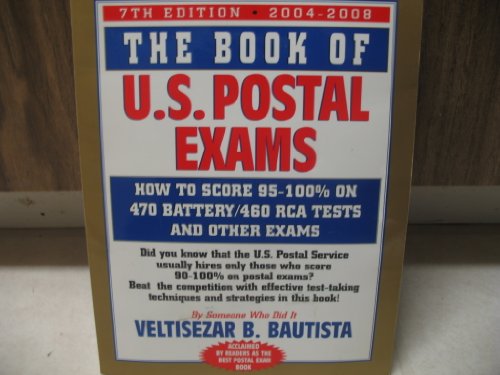 7TH EDITION • 2004-2008
THE BOOK OF
U.S. POSTAL
EXAMS
HOW TO SCORE 95-100% ON
470 BATTERY/460 RCA TESTS
AND OTHER EXAMS
Did you know that the U.S. Postal Service
usually hires only those who score
90-100% on postal exams?
Beat the competition with effective test-taking
techniques and strategies in this book!
By Someone Who Did It
VELTISEZAR B. BAUTISTA
ACCLAIMED
BY READERS AS THE
BEST POSTAL EXAM
BOOK